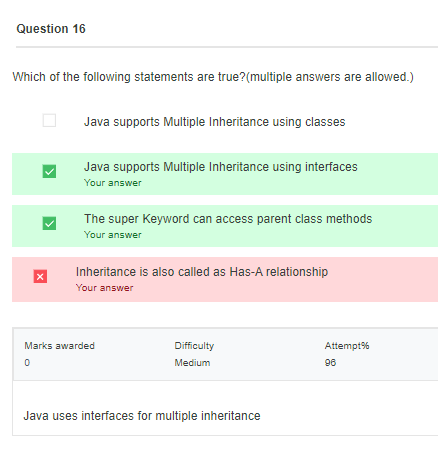 Question 16
Which of the following statements are true?(multiple answers are allowed.)
Java supports Multiple Inheritance using classes
Java supports Multiple Inheritance using interfaces
Your answer
The super Keyword can access parent class methods
Your answer
Inheritance is also called as Has-A relationship
Your answer
Marks awarded Difficulty Attempt%
0 Medium 96
Java uses interfaces for multiple inheritance